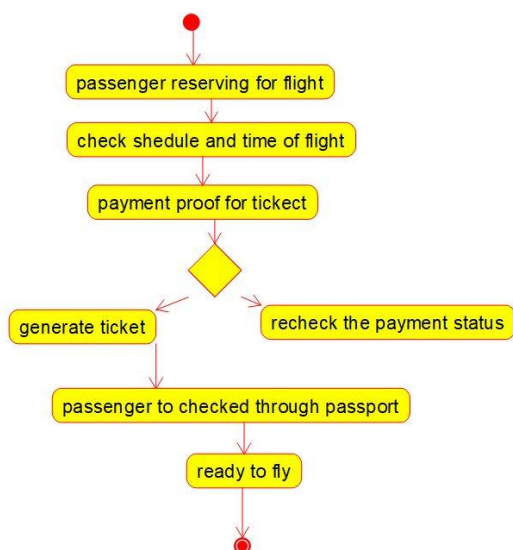 passenger reserving for flight
check shedule and time of flight
payment proof for tickect
generate ticket
recheck the payment status
passenger to checked through passport
ready to fly